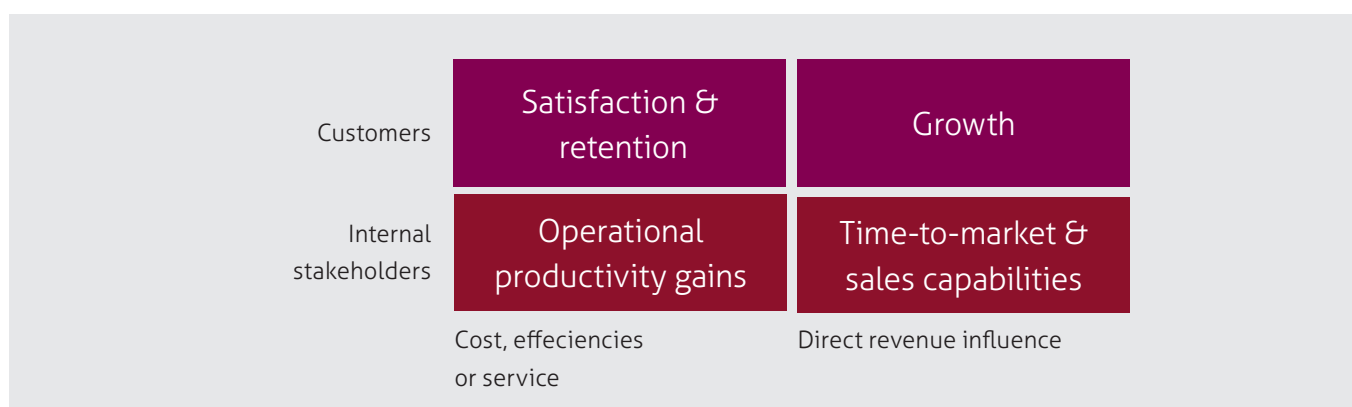 Customers
Satisfaction &
retention
Growth
Internal
stakeholders
Operational
productivity gains
Time-to-market &
sales capabilities
Cost, effeciencies
or service
Direct revenue influence